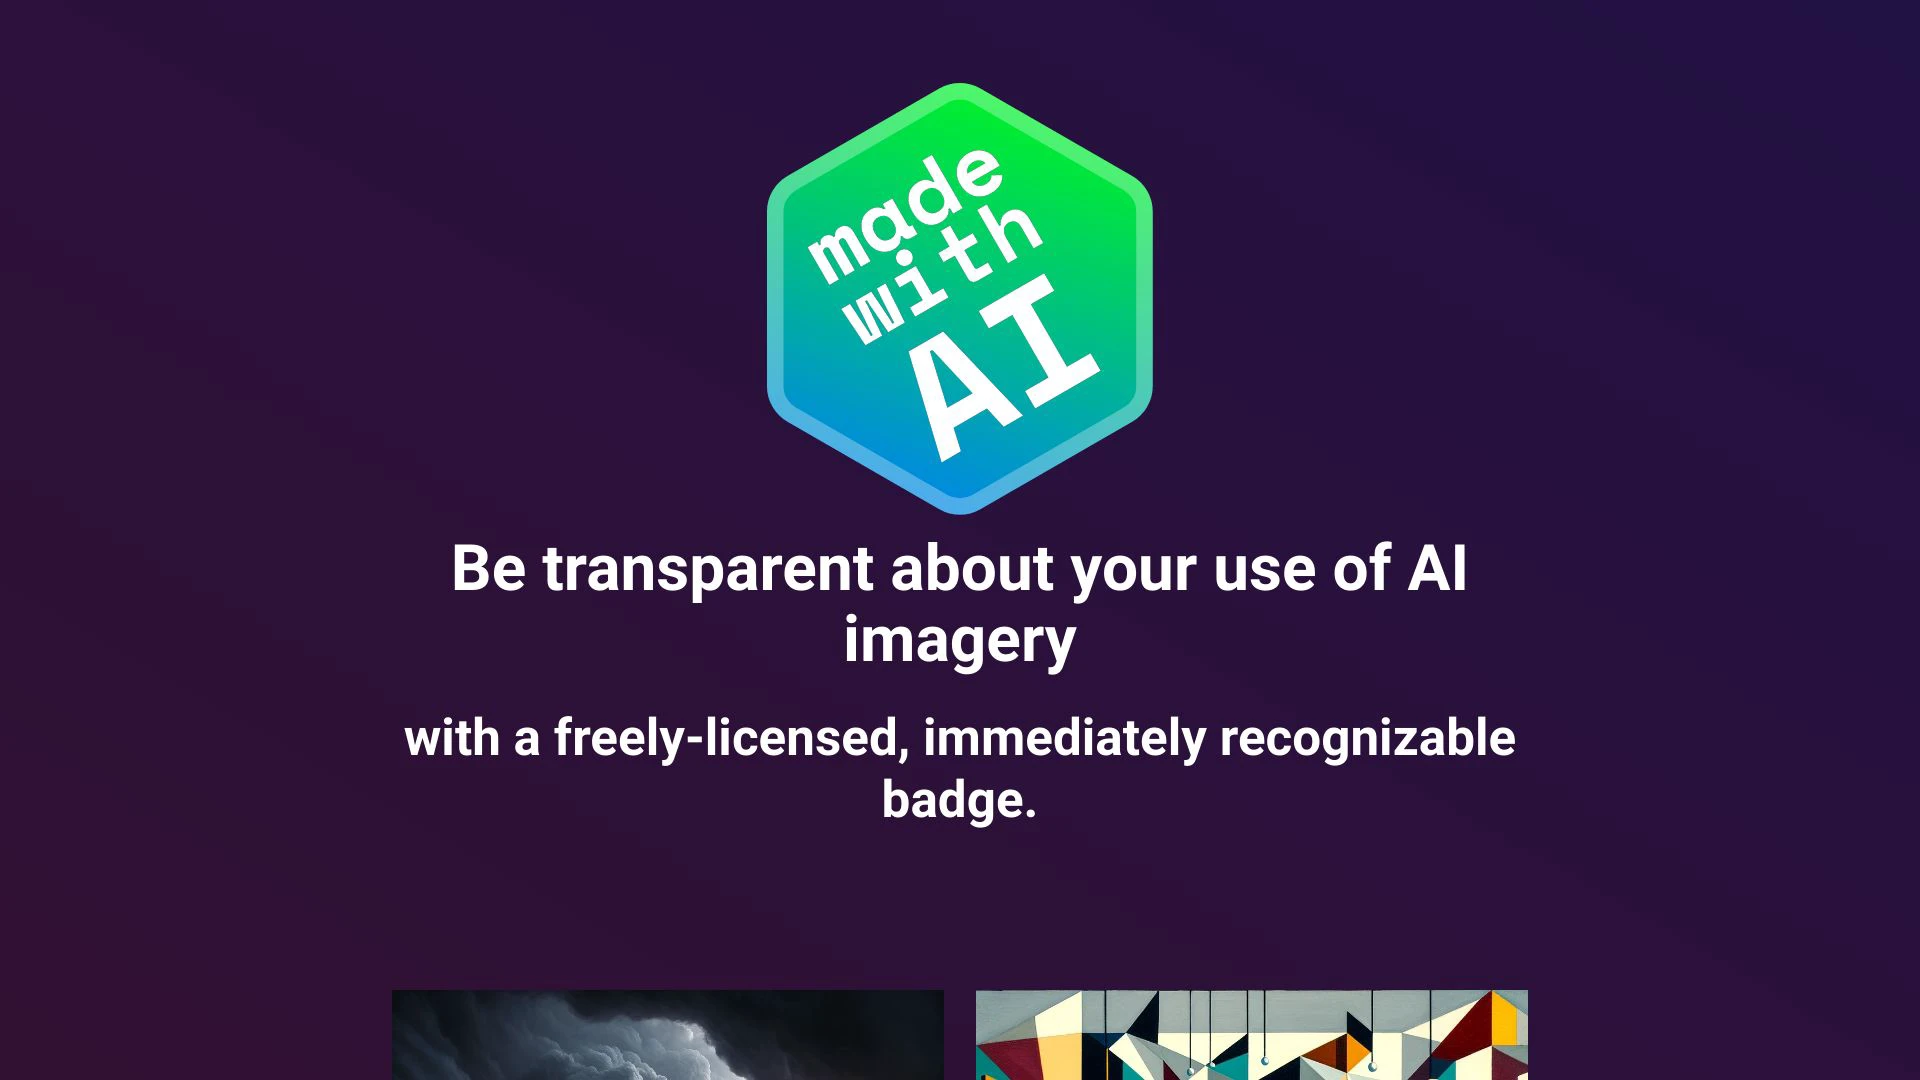 made
with
AI
Be transparent about your use of AI
imagery
with a freely-licensed, immediately recognizable
badge.